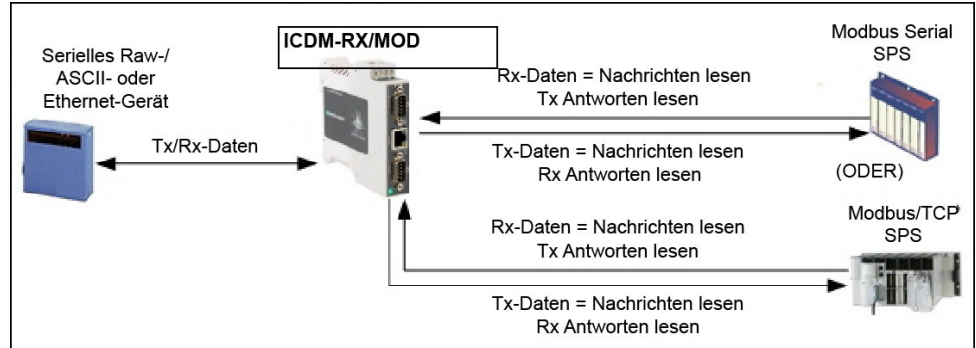 ICDM-RX/MOD
Serielles Raw-/
ASCII- oder
Ethernet-Gerät
Tx/Rx-Daten
Modbus Serial
SPS
Rx-Daten = Nachrichten lesen
Tx Antworten lesen
Tx-Daten = Nachrichten lesen
Rx Antworten lesen
(ODER)
Modbus/TCP
SPS
Rx-Daten = Nachrichten lesen
Tx Antworten lesen
Tx-Daten = Nachrichten lesen
Rx Antworten lesen